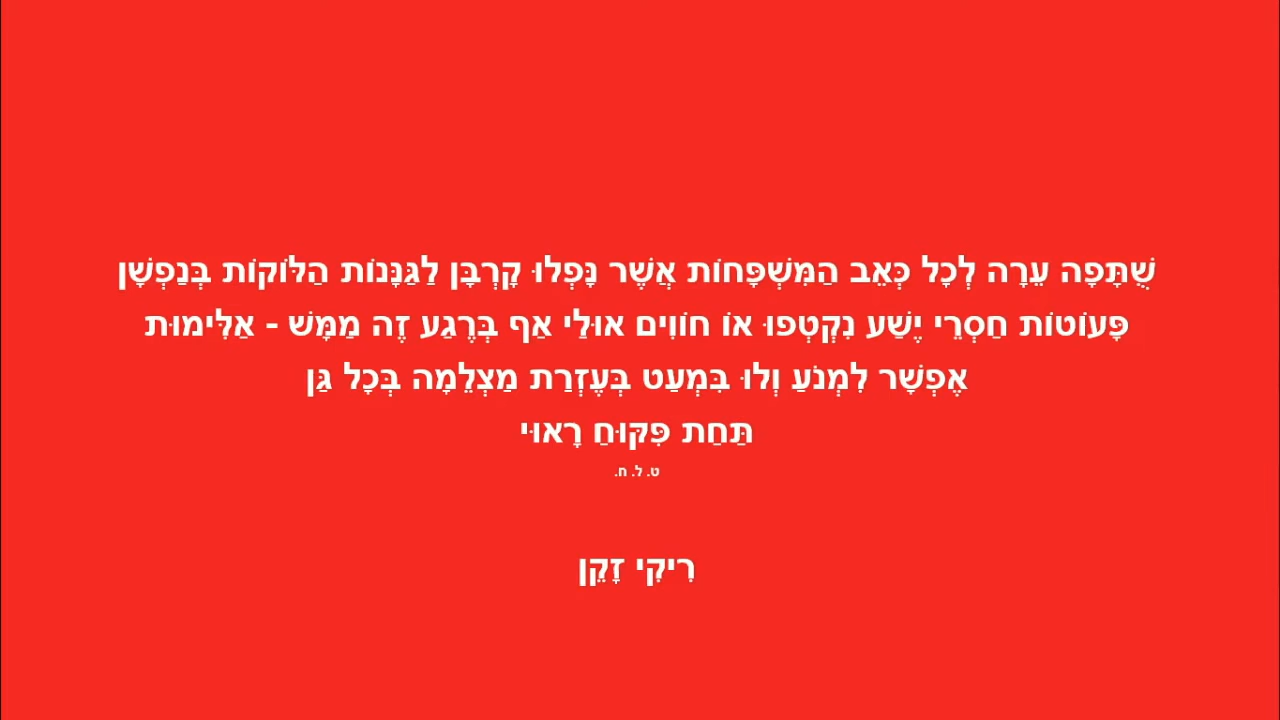 שֻׁתָּפָה עֵרָה לְכָל כְּאֵב הַמִּשְׁפָּחוֹת אֲשֶׁר נָּפְלוּ קָרְבָּן לַגַּנָּנוֹת הַלּוֹקוֹת בְּנַפְשָׁן
פָּעוֹטוֹת חַסְרֵי יֶשַׁע נִקְטְפוּ אוֹ חוֹוִים אוּלַי אַף בְּרֶגַע זֶה מַמָּשׁ - אַלִּימוּת
אֶפְשָׁר לִמְנֹעַ וְלוּ בִּמְעַט בְּעֶזְרַת מַצְלֵמָה בְּכָל גַּן
תַּחַת פִּקּוּחַ רָאוּי
ט. ל. ח.
רִיקִי זָקֵן